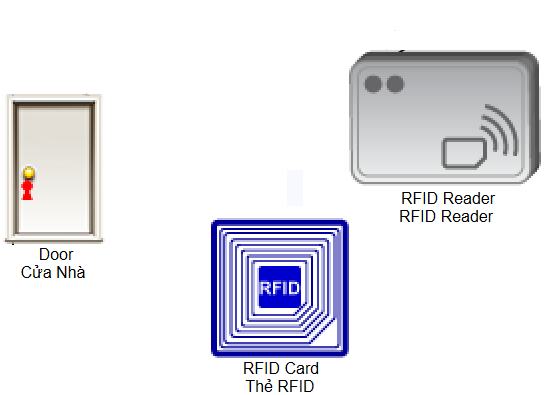 RFID Reader
RFID Reader
Door
Cửa Nhà
RFID
RFID Card
Thẻ RFID